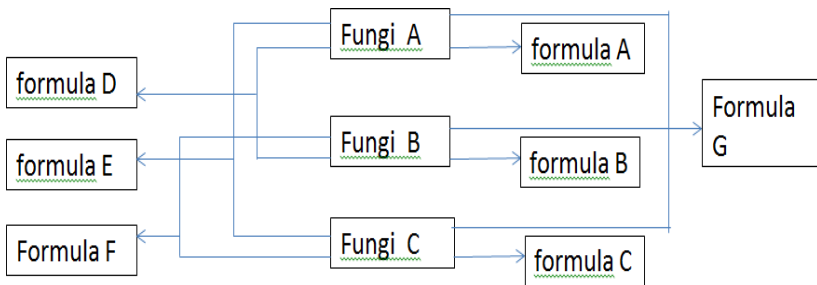 Fungi A
formula A
formula D
Formula
G
Fungi B
formula E
formula B
Formula F
Fungi C
formula C